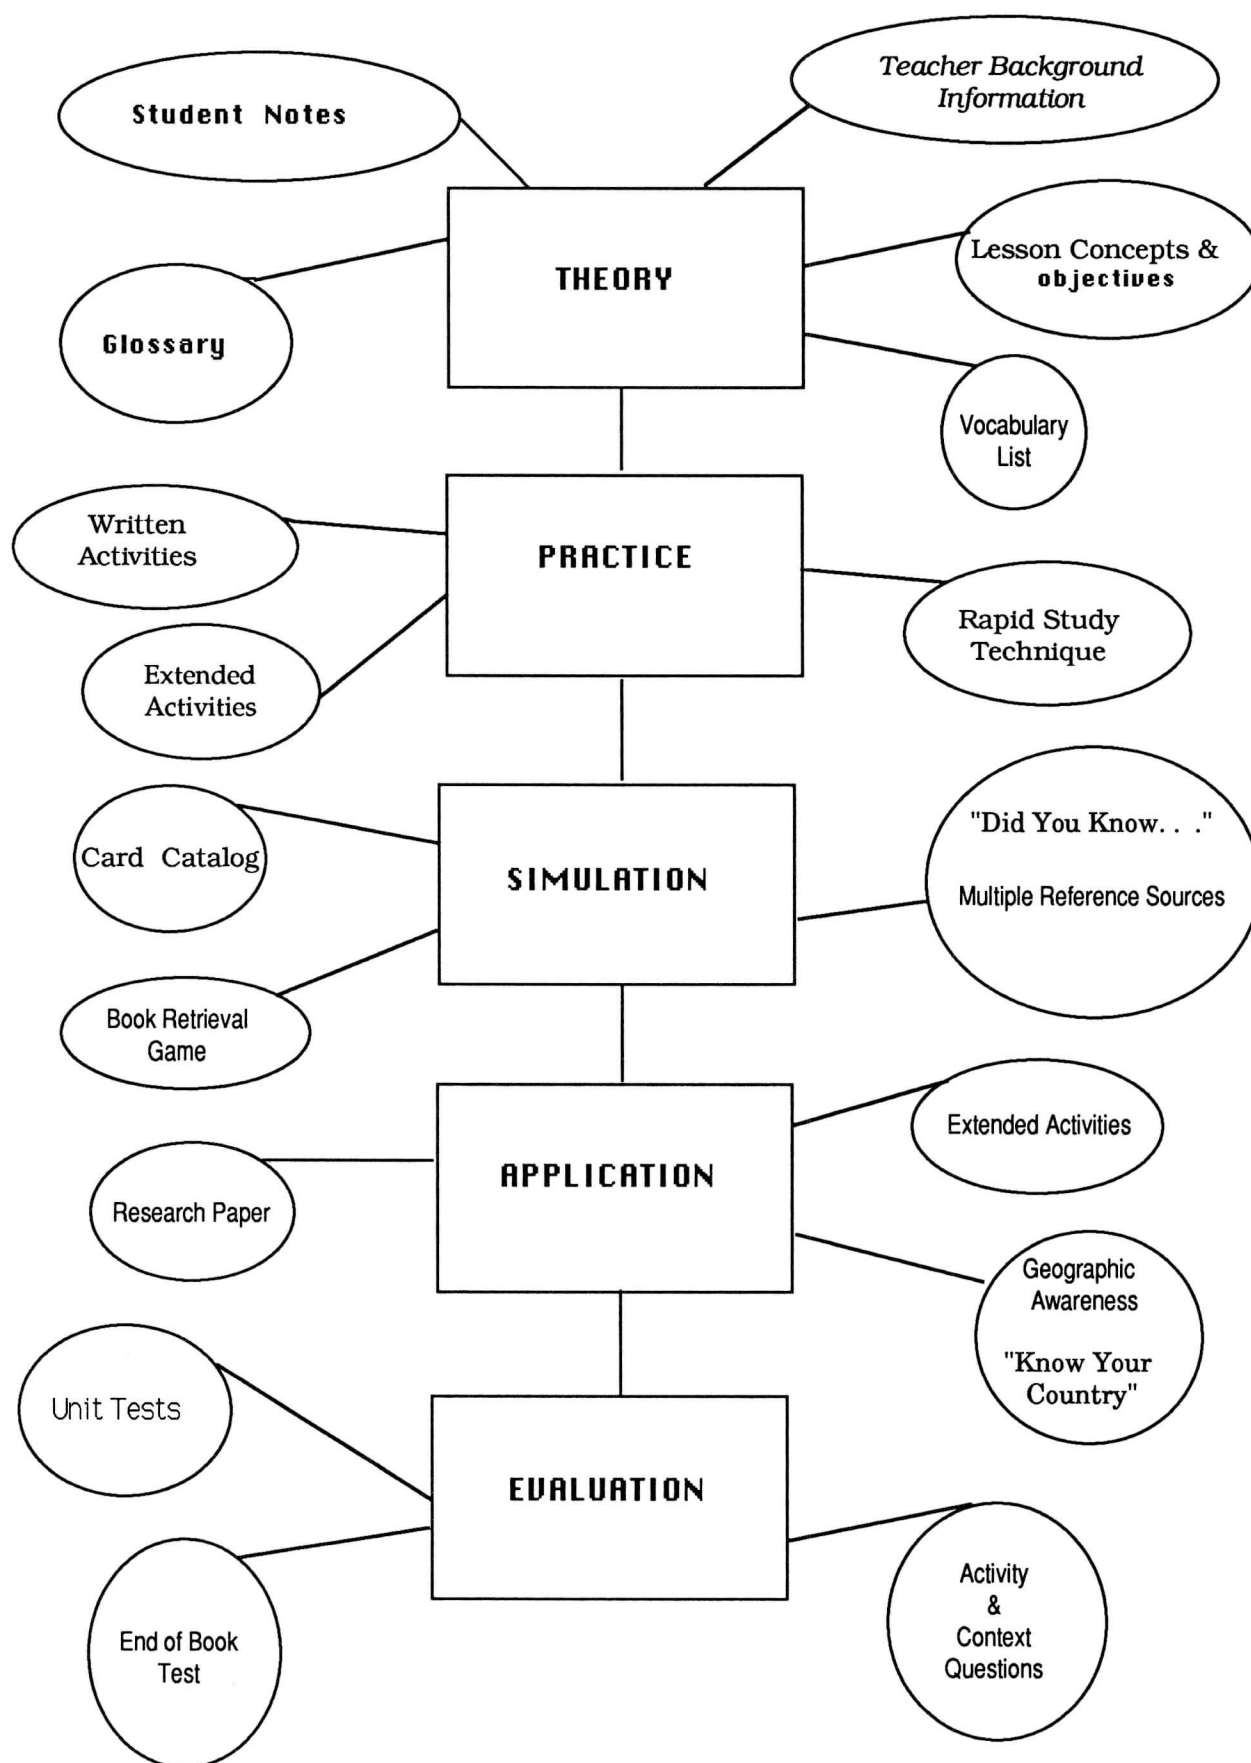 Student Notes
Teacher Background
Information
THEORY
Lesson Concepts &
objectives
Glossary
Vocabulary
List
Written
Activities
PRACTICE
Rapid Study
Technique
Extended
Activities
Card Catalog
SIMULATION
"Did You Know. . ."
Multiple Reference Sources
Book Retrieval
Game
APPLICATION
Extended Activities
Research Paper
Geographic
Awareness
"Know Your
Country"
Unit Tests
EVALUATION
End of Book
Test
Activity
&
Context
Questions